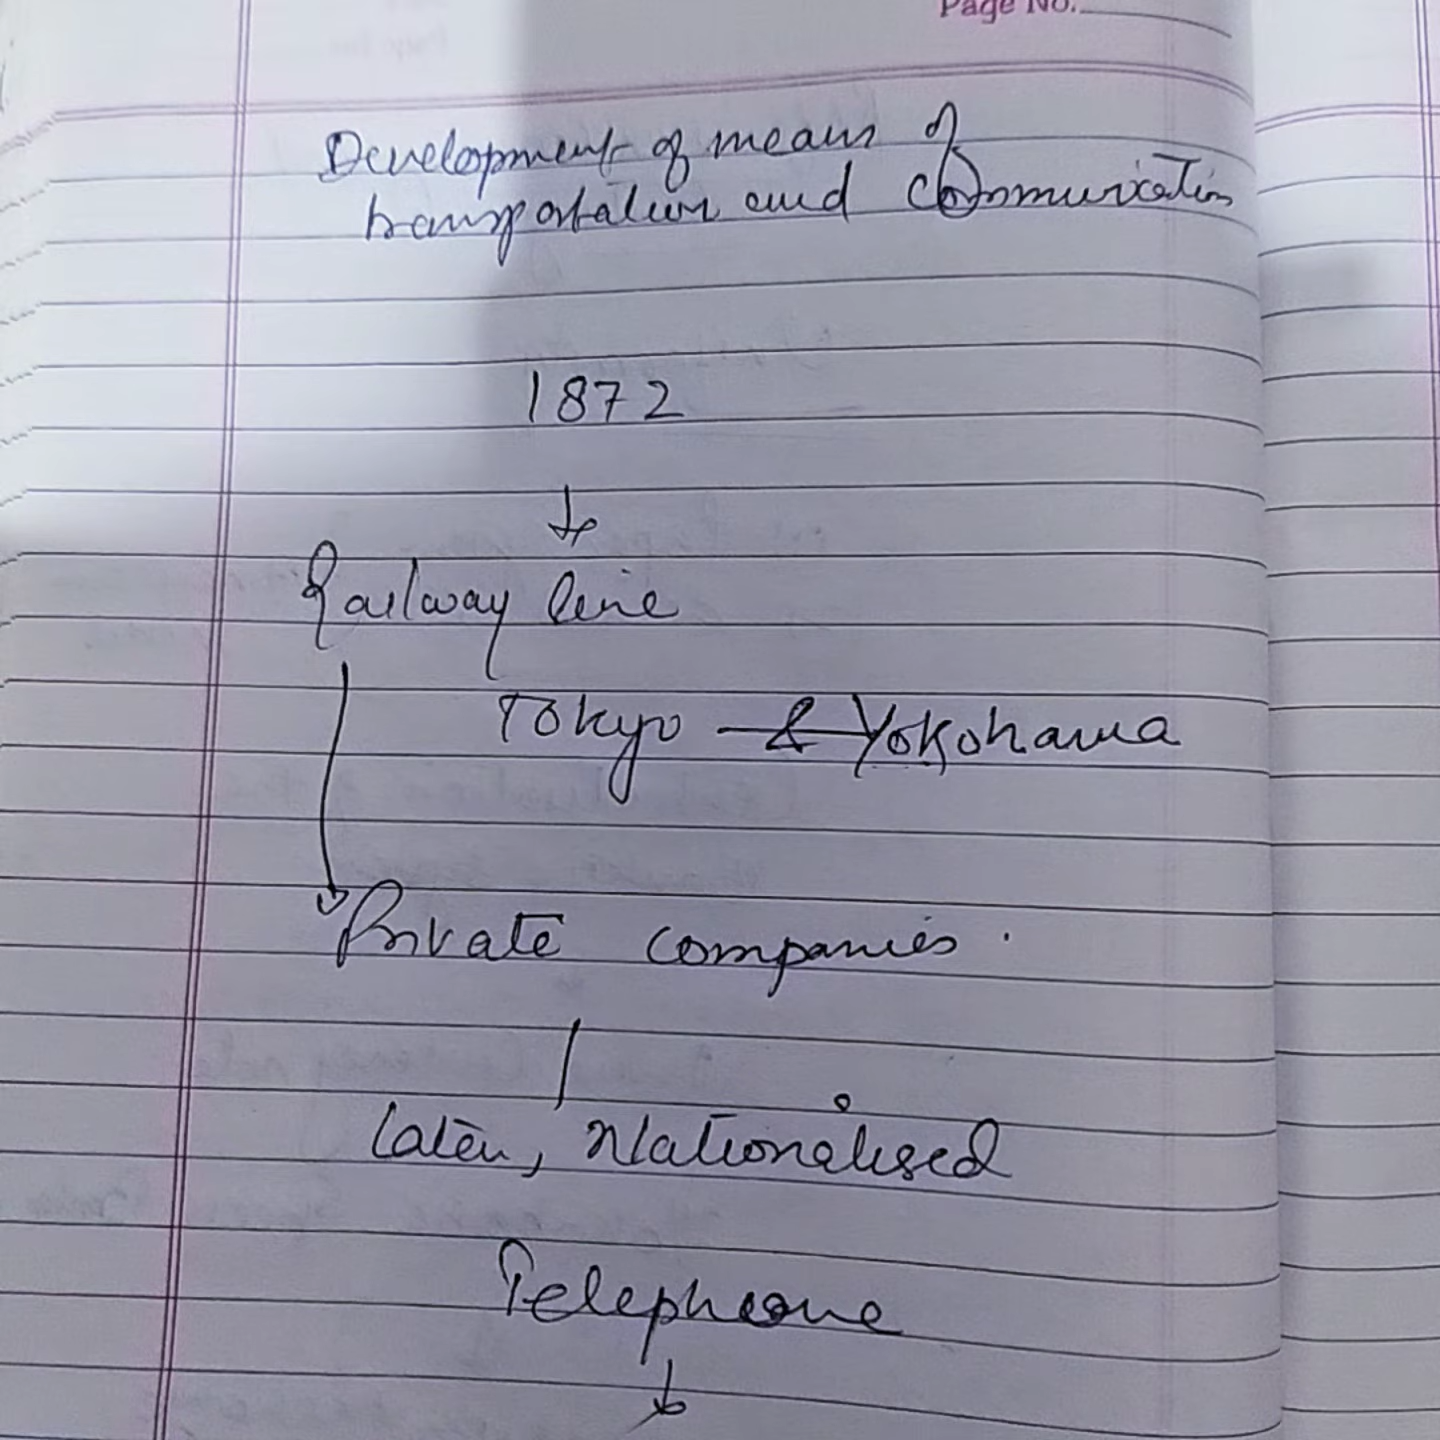 Page No.
Development of means of
transportation and Communication
1872
↓
Railway line
Tokyo & Yokohama
Private companies.
Later, Nationalised
Telephone
↓